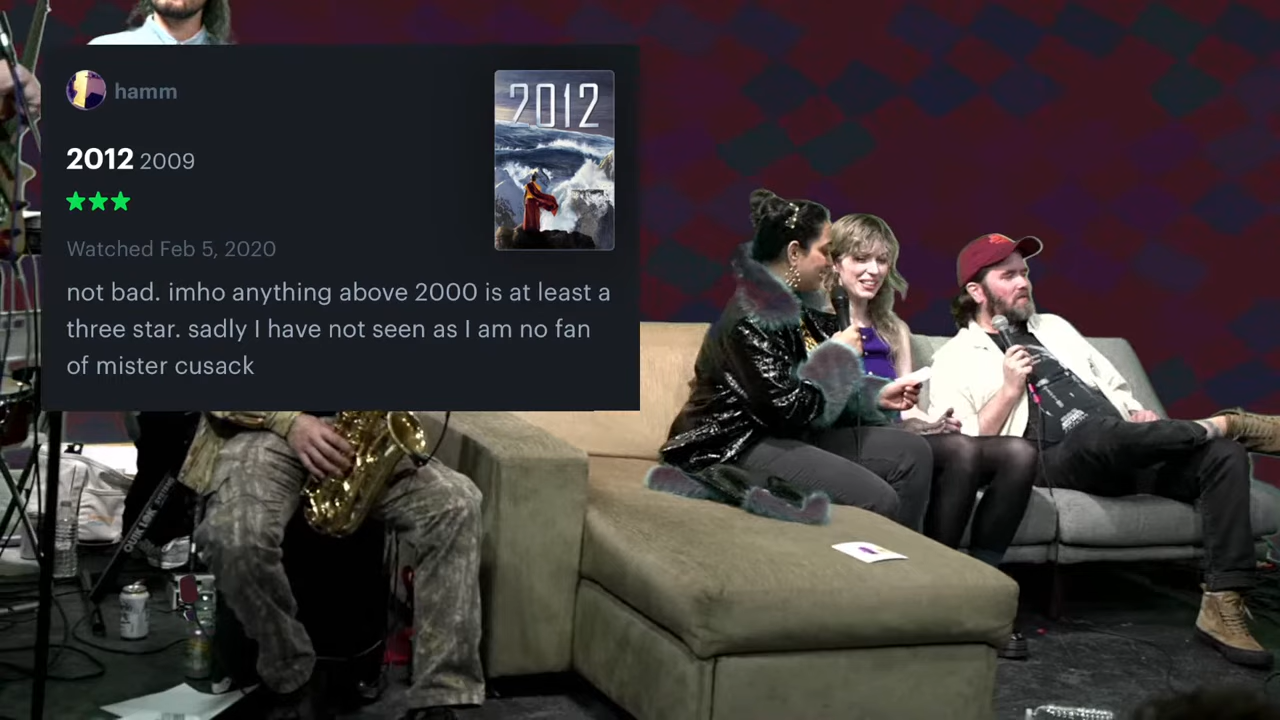 hamm
2012 2009
Watched Feb 5, 2020
not bad. imho anything above 2000 is at least a
three star. sadly I have not seen as I am no fan
of mister cusack
2012